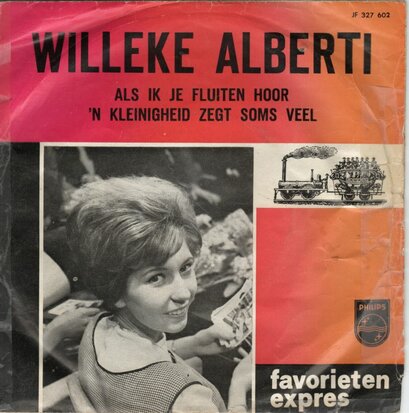 JF 327 602
WILLEKE ALBERTI
ALS IK JE FLUITEN HOOR
'N KLEINIGHEID ZEGT SOMS VEEL
PHILIPS
favorieten
expres